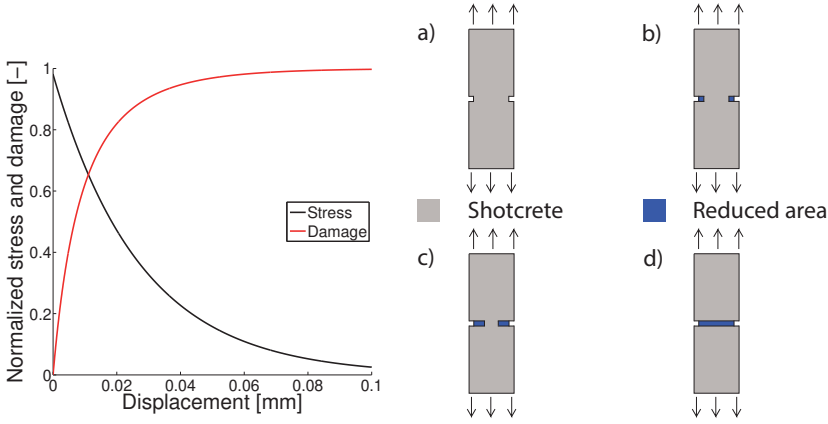 Normalized stress and damage [−]
1
0.8
0.6
0.4
0.2
0
0
0.02
0.04
0.06
0.08
0.1
Displacement [mm]
Stress
Damage
a)
b)
Shotcrete
Reduced area
c)
d)